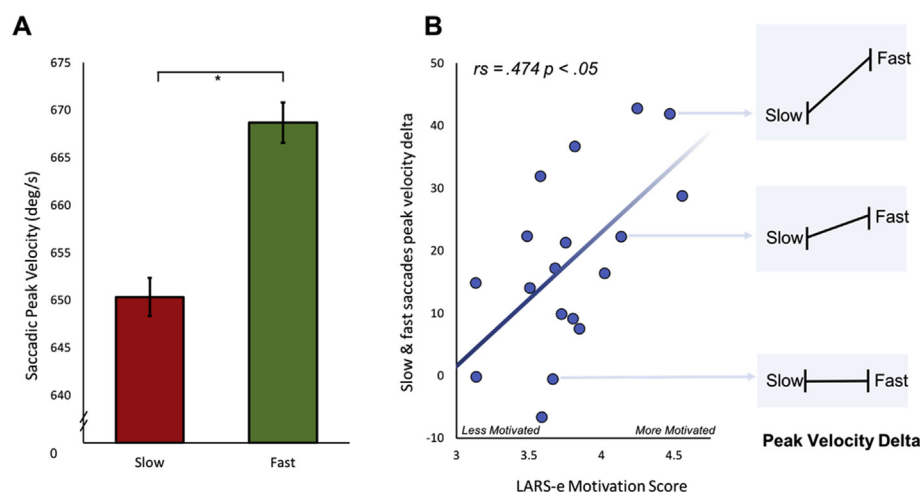 A
Saccadic Peak Velocity (deg/s)
675
670
665
660
655
650
645
640
0
*
Slow
Fast
B
Slow & fast saccades peak velocity delta
50
40
30
20
10
0
-10
rs = .474 p < .05
Less Motivated
More Motivated
3
3.5
4
4.5
LARS-e Motivation Score
Slow
Fast
Slow
Fast
Slow
Fast
Peak Velocity Delta